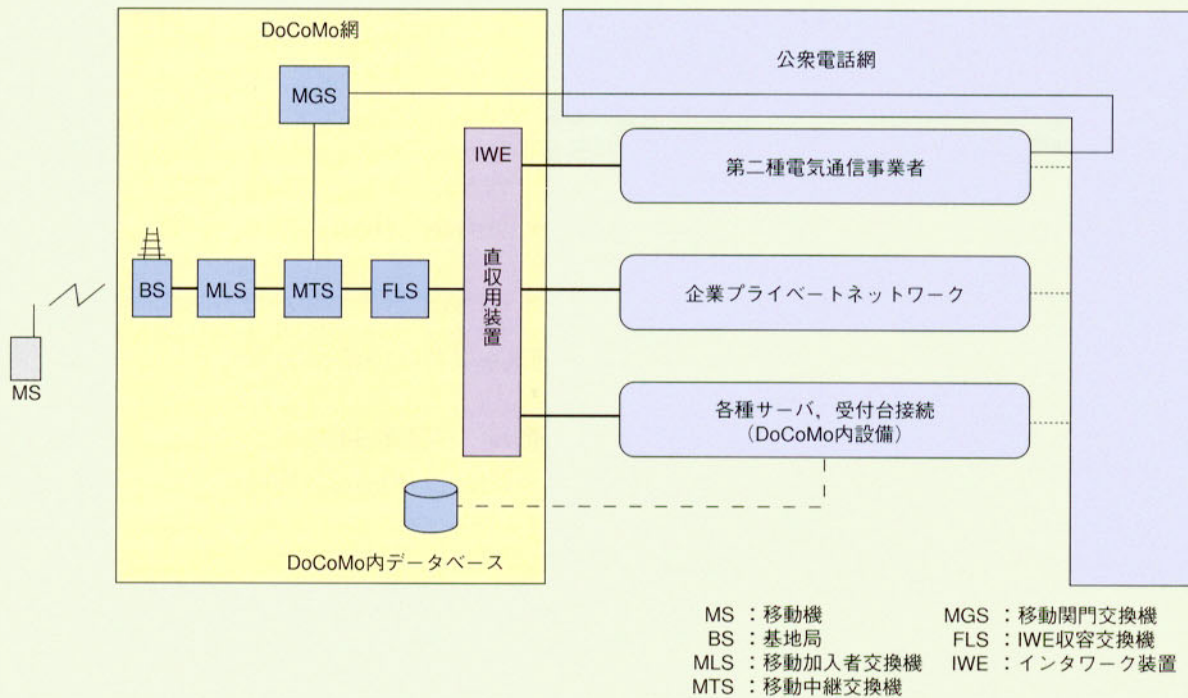 DoCoMo網
公衆電話網
MGS
IWE
第二種電気通信事業者
直収用装置
BS
MLS
MTS
FLS
企業プライベートネットワーク
MS
各種サーバ，受付台接続
（DoCoMo内設備）
DoCoMo内データベース
MS ：移動機
BS ：基地局
MLS ：移動加入者交換機
MTS ：移動中継交換機
MGS ：移動関門交換機
FLS ：IWE収容交換機
IWE ：インタワーク装置